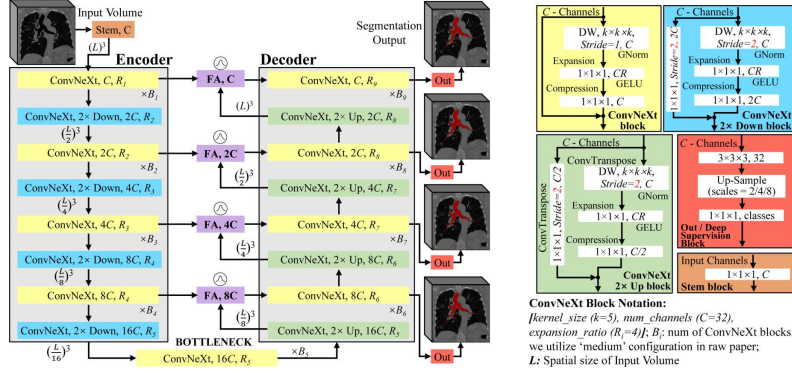 Input Volume
Stem, C
(L)³
Segmentation
Output
Encoder
Decoder
ConvNeXt, C, R₁
×B₁
FA, C
ConvNeXt, C, R₉
×B₉
Out
ConvNeXt, 2× Down, 2C, R₂
(L)³
ConvNeXt, 2× Up, 2C, R₈
(L/2)³
ConvNeXt, 2C, R₂
×B₂
FA, 2C
ConvNeXt, 2C, R₈
×B₈
Out
ConvNeXt, 2× Down, 4C, R₃
(L/2)³
ConvNeXt, 2× Up, 4C, R₇
(L/4)³
ConvNeXt, 4C, R₃
×B₃
FA, 4C
ConvNeXt, 4C, R₇
×B₇
Out
ConvNeXt, 2× Down, 8C, R₄
(L/4)³
ConvNeXt, 2× Up, 8C, R₆
(L/8)³
ConvNeXt, 8C, R₄
×B₄
FA, 8C
ConvNeXt, 8C, R₆
×B₆
Out
ConvNeXt, 2× Down, 16C, R₅
(L/8)³
ConvNeXt, 2× Up, 16C, R₅
(L/16)³
BOTTLENECK
ConvNeXt, 16C, R₅
×B₅
C - Channels
DW, k×k×k,
Stride=1, C
GNorm
Expansion
1×1×1, CR
GELU
Compression
1×1×1, C
ConvNeXt
block
C - Channels
1×1×1, Stride=2, 2C
DW, k×k×k,
Stride=2, C
GNorm
Expansion
1×1×1, CR
GELU
Compression
1×1×1, 2C
ConvNeXt
2× Down block
C - Channels
ConvTranspose
1×1×1, Stride=2, C/2
ConvTranspose
DW, k×k×k,
Stride=2, C
GNorm
Expansion
1×1×1, CR
GELU
Compression
1×1×1, C/2
ConvNeXt
2× Up block
C - Channels
3×3×3, 32
Up-Sample
(scales = 2/4/8)
1×1×1, classes
Out / Deep
Supervision
Block
Input Channels
1×1×1, C
Stem block
ConvNeXt Block Notation:
[kernel_size (k=5), num_channels (C=32),
expansion_ratio (Rᵢ=4)]; Bᵢ: num of ConvNeXt blocks,
we utilize 'medium' configuration in raw paper;
L: Spatial size of Input Volume